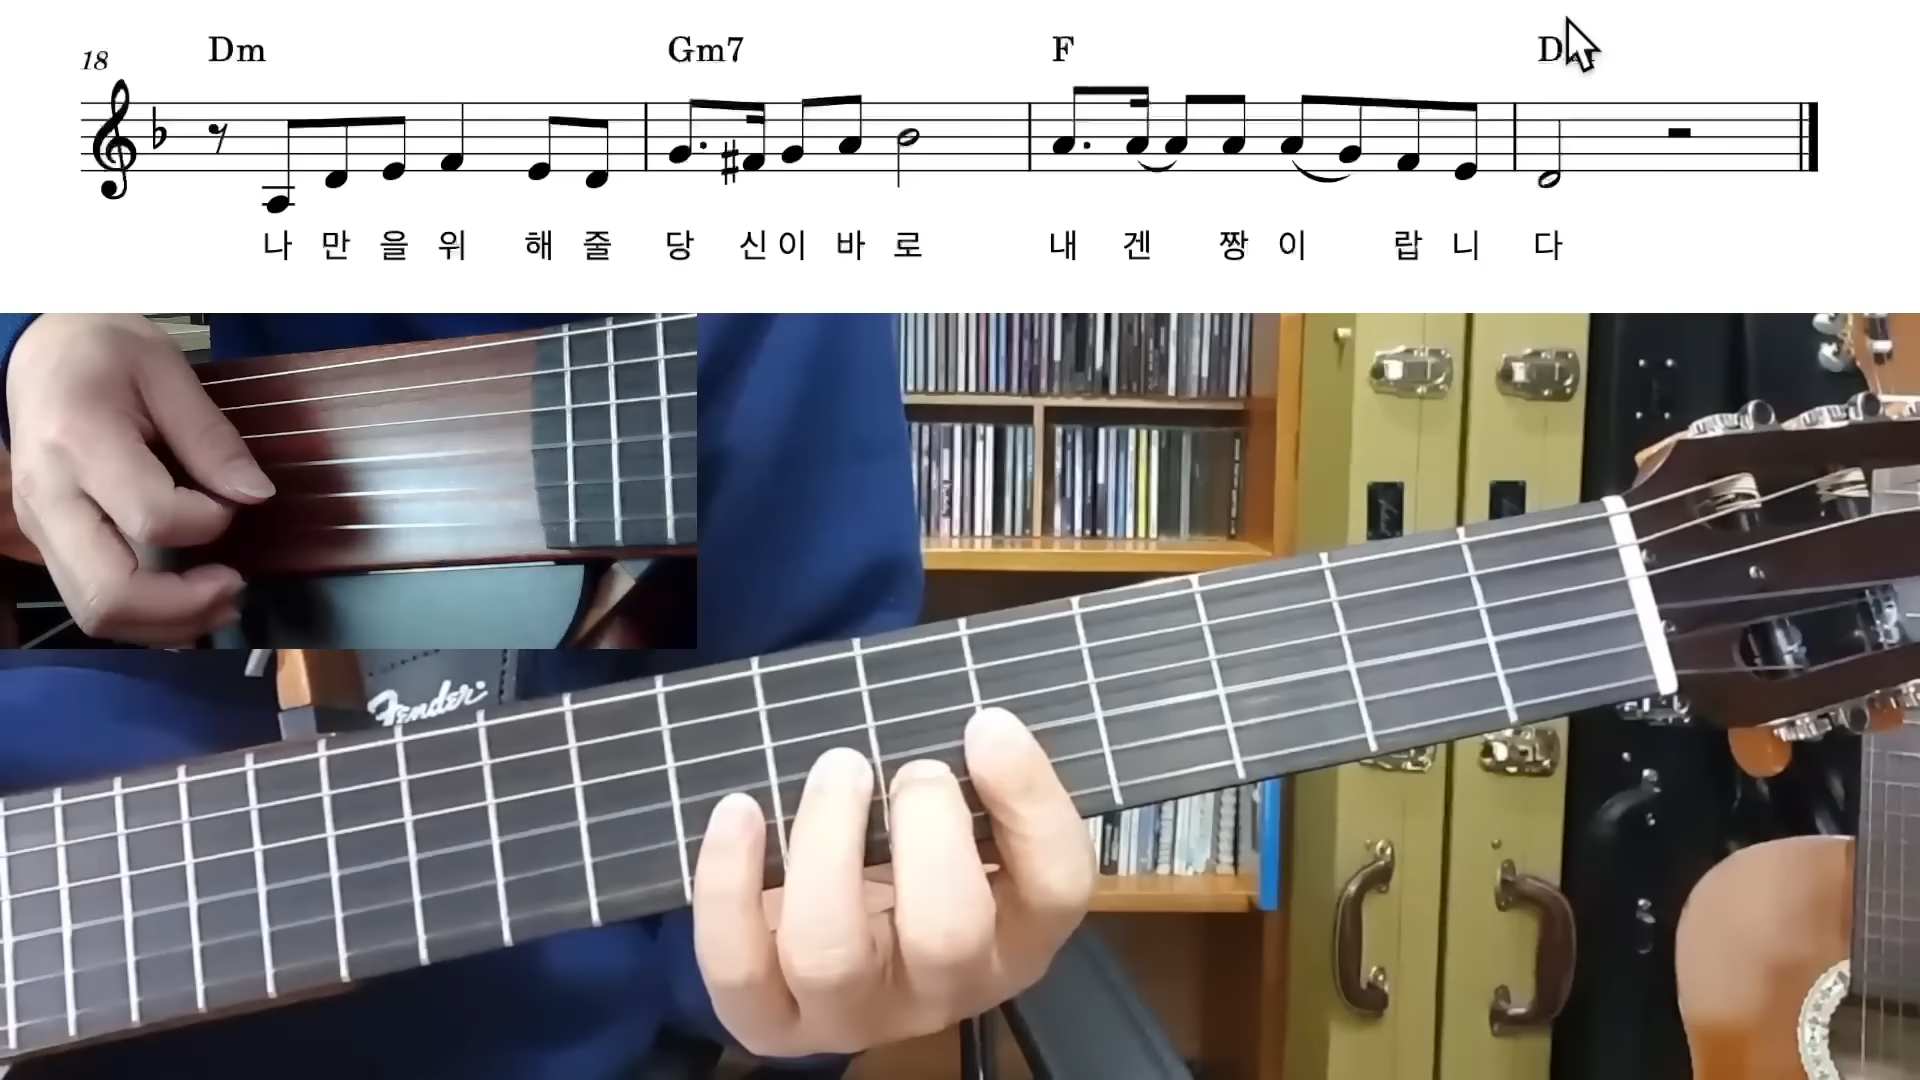 18 Dm Gm7 F D
나 만 을 위 해 줄 당 신 이 바 로 내 겐 짱 이 랍 니 다
Fender